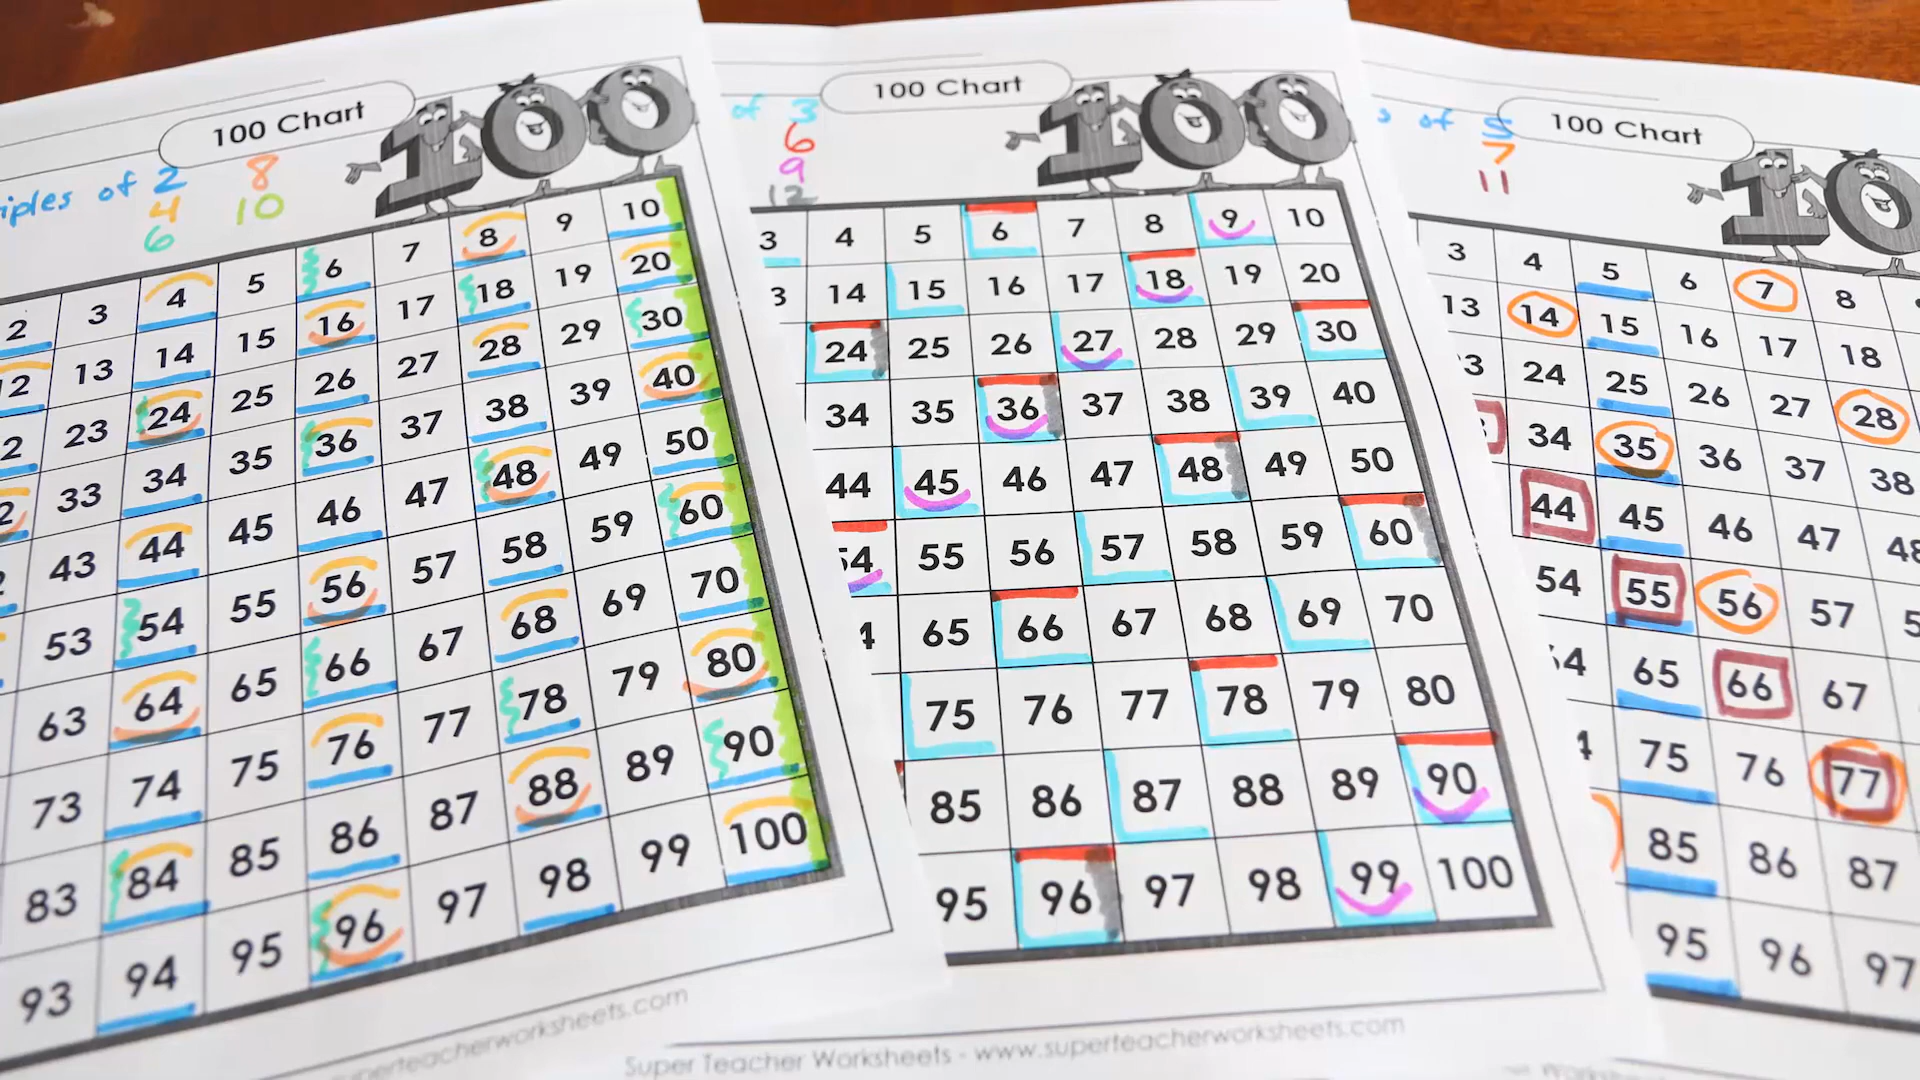 100 Chart
100
of 2 8
4 10
6
2 3 4 5 6 7 8 9 10
12 13 14 15 16 17 18 19 20
23 24 25 26 27 28 29 30
33 34 35 36 37 38 39 40
43 44 45 46 47 48 49 50
53 54 55 56 57 58 59 60
63 64 65 66 67 68 69 70
73 74 75 76 77 78 79 80
83 84 85 86 87 88 89 90
93 94 95 96 97 98 99 100
superteacherworksheets.com
100 Chart
100
of 3
6
9
12
3 4 5 6 7 8 9 10
14 15 16 17 18 19 20
24 25 26 27 28 29 30
34 35 36 37 38 39 40
44 45 46 47 48 49 50
54 55 56 57 58 59 60
65 66 67 68 69 70
75 76 77 78 79 80
85 86 87 88 89 90
95 96 97 98 99 100
Super Teacher Worksheets - www.superteacherworksheets.com
100 Chart
10
of 5
7
11
3 4 5 6 7 8
13 14 15 16 17 18
24 25 26 27 28
34 35 36 37 38
44 45 46 47 48
54 55 56 57
65 66 67
75 76 77
85 86 87
95 96 97